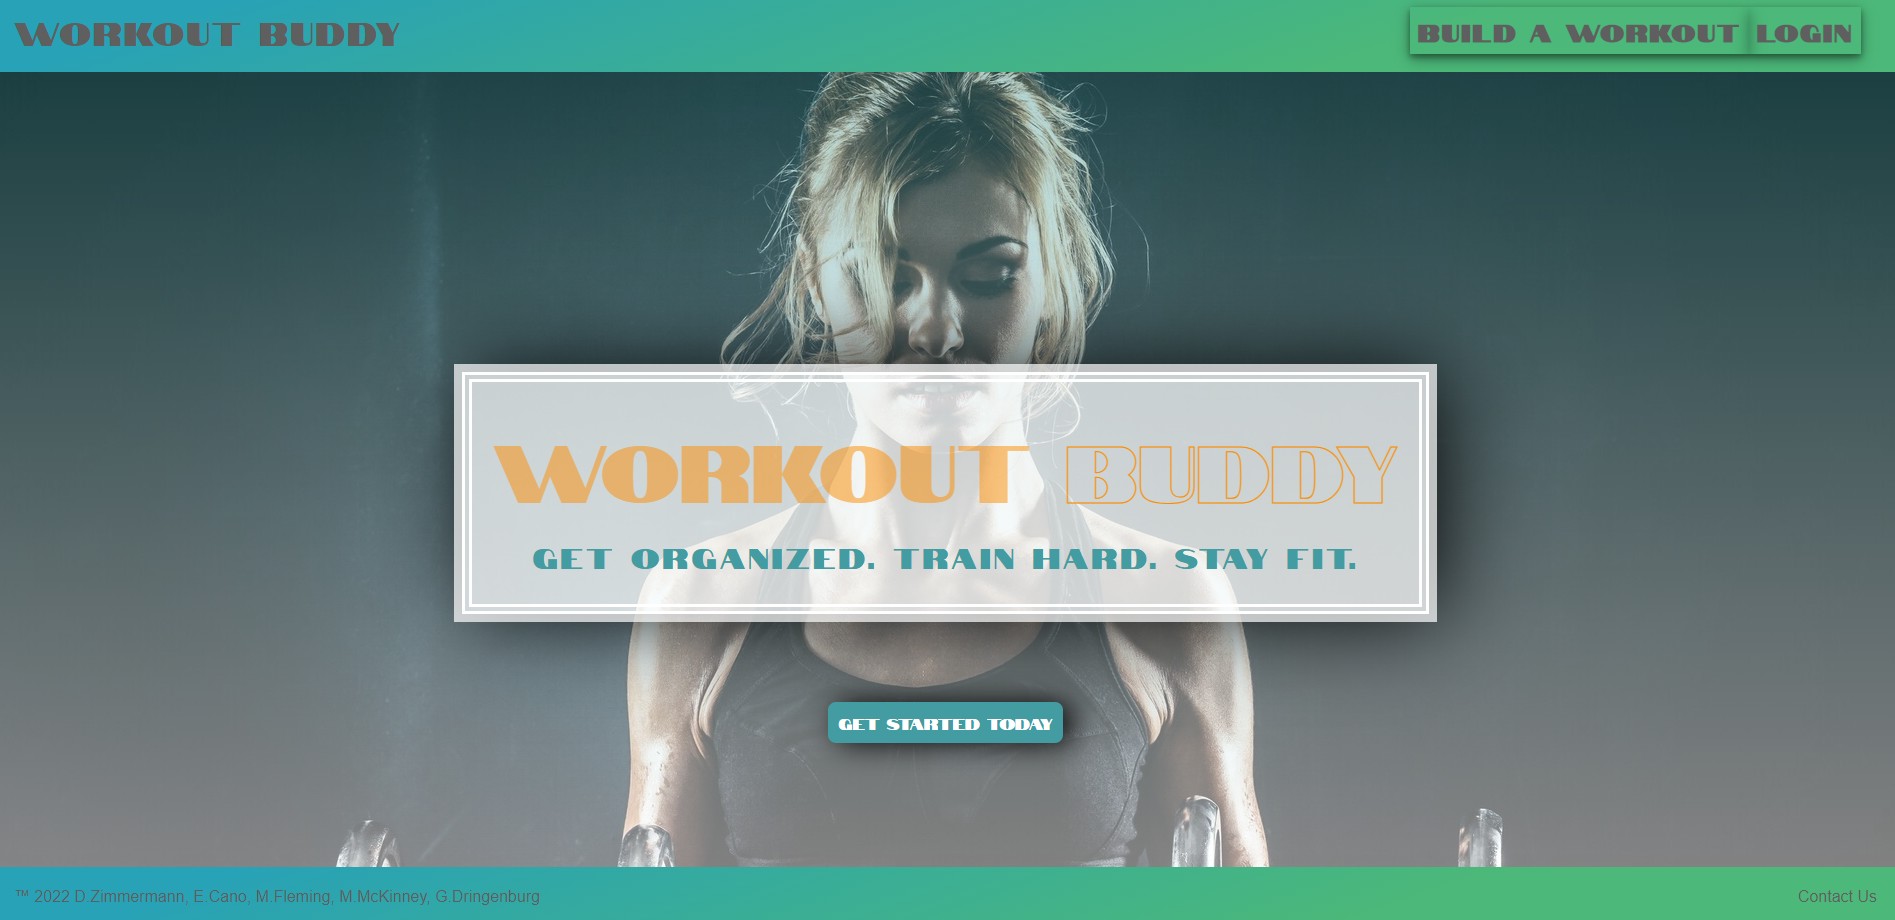 WORKOUT BUDDY
BUILD A WORKOUT
LOGIN
WORKOUT BUDDY
GET ORGANIZED. TRAIN HARD. STAY FIT.
GET STARTED TODAY
™ 2022 D.Zimmermann, E.Cano, M.Fleming, M.McKinney, G.Dringenburg
Contact Us